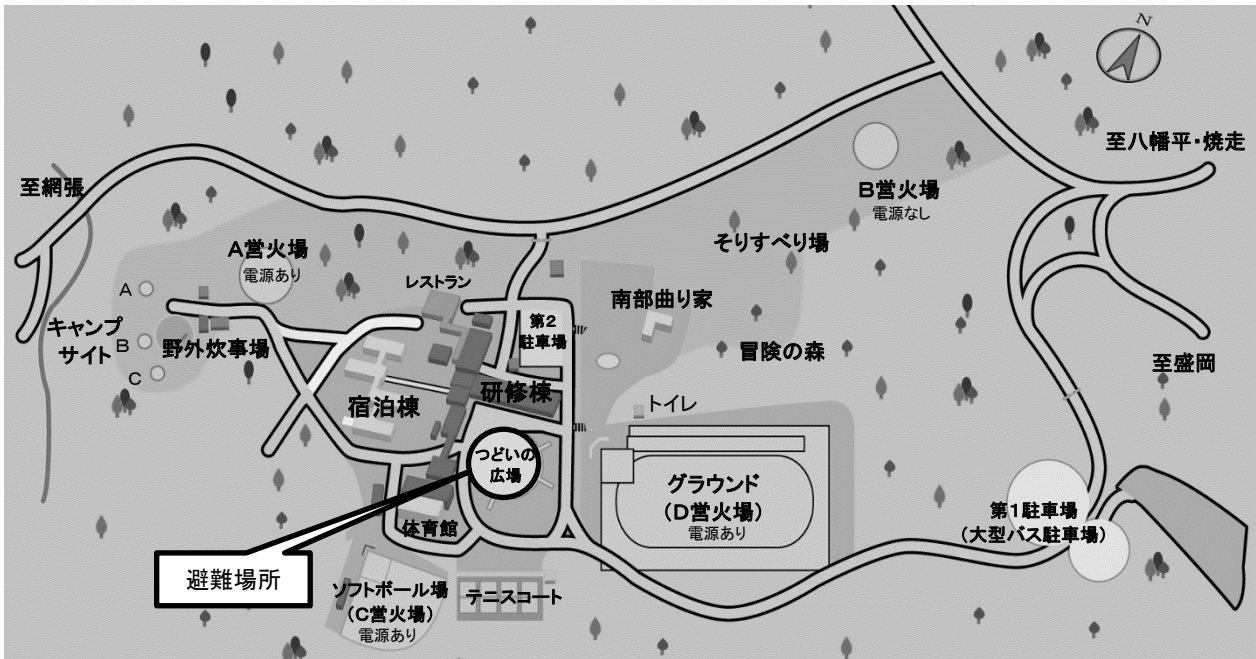 N
至八幡平・焼走
至網張
B営火場
電源なし
そりすべり場
A営火場
電源あり
レストラン
南部曲り家
A
キャンプ
サイト
B
C
野外炊事場
第2
駐車場
冒険の森
至盛岡
宿泊棟
研修棟
トイレ
つどいの
広場
グラウンド
（D営火場）
電源あり
第1駐車場
（大型バス駐車場）
体育館
避難場所
ソフトボール場
（C営火場）
電源あり
テニスコート